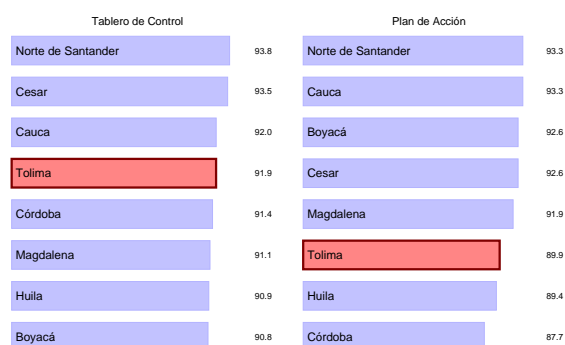 Tablero de Control
Norte de Santander 93.8
Cesar 93.5
Cauca 92.0
Tolima 91.9
Córdoba 91.4
Magdalena 91.1
Huila 90.9
Boyacá 90.8
Plan de Acción
Norte de Santander 93.3
Cauca 93.3
Boyacá 92.6
Cesar 92.6
Magdalena 91.9
Tolima 89.9
Huila 89.4
Córdoba 87.7